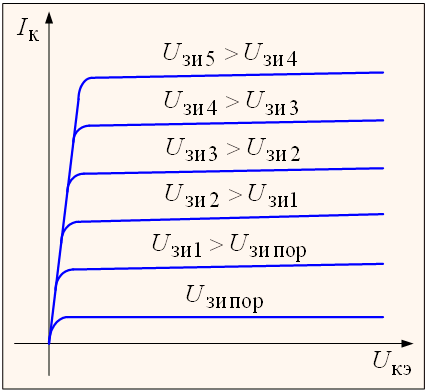 Iк
Uзи5 > Uзи4
Uзи4 > Uзи3
Uзи3 > Uзи2
Uзи2 > Uзи1
Uзи1 > Uзи пор
Uзи пор
Uкэ